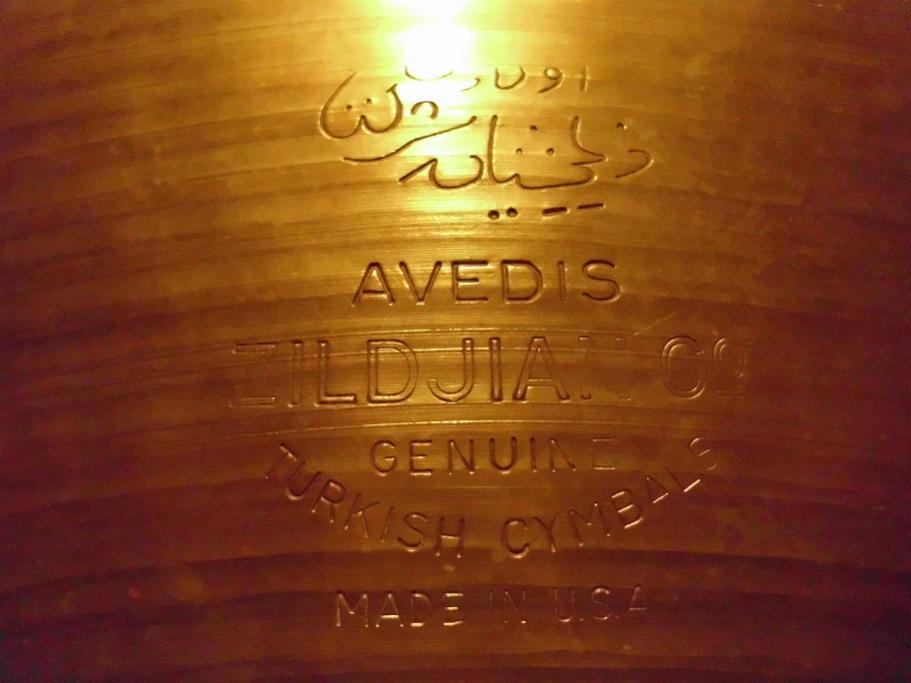 AVEDIS
ZILDJIAN CO
GENUINE
TURKISH CYMBALS
MADE IN U.S.A